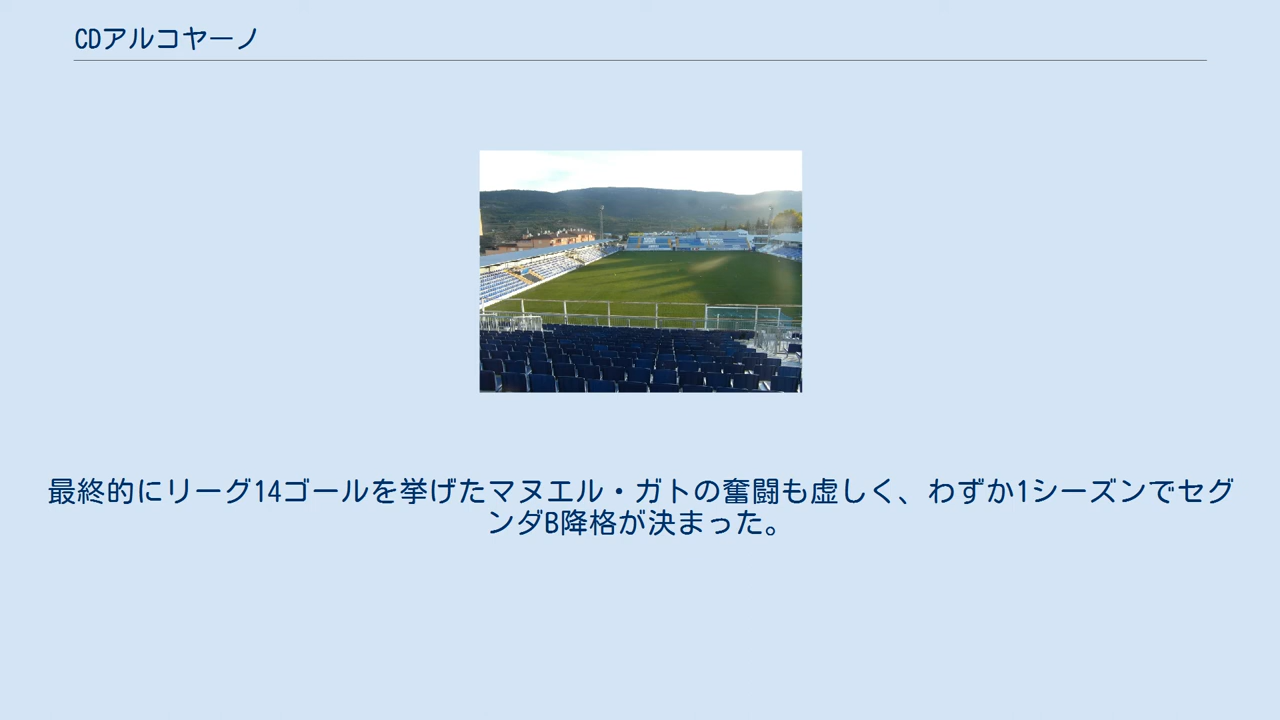 CDアルコヤーノ
最終的にリーグ14ゴールを挙げたマヌエル・ガトの奮闘も虚しく、わずか1シーズンでセグ
ンダB降格が決まった。